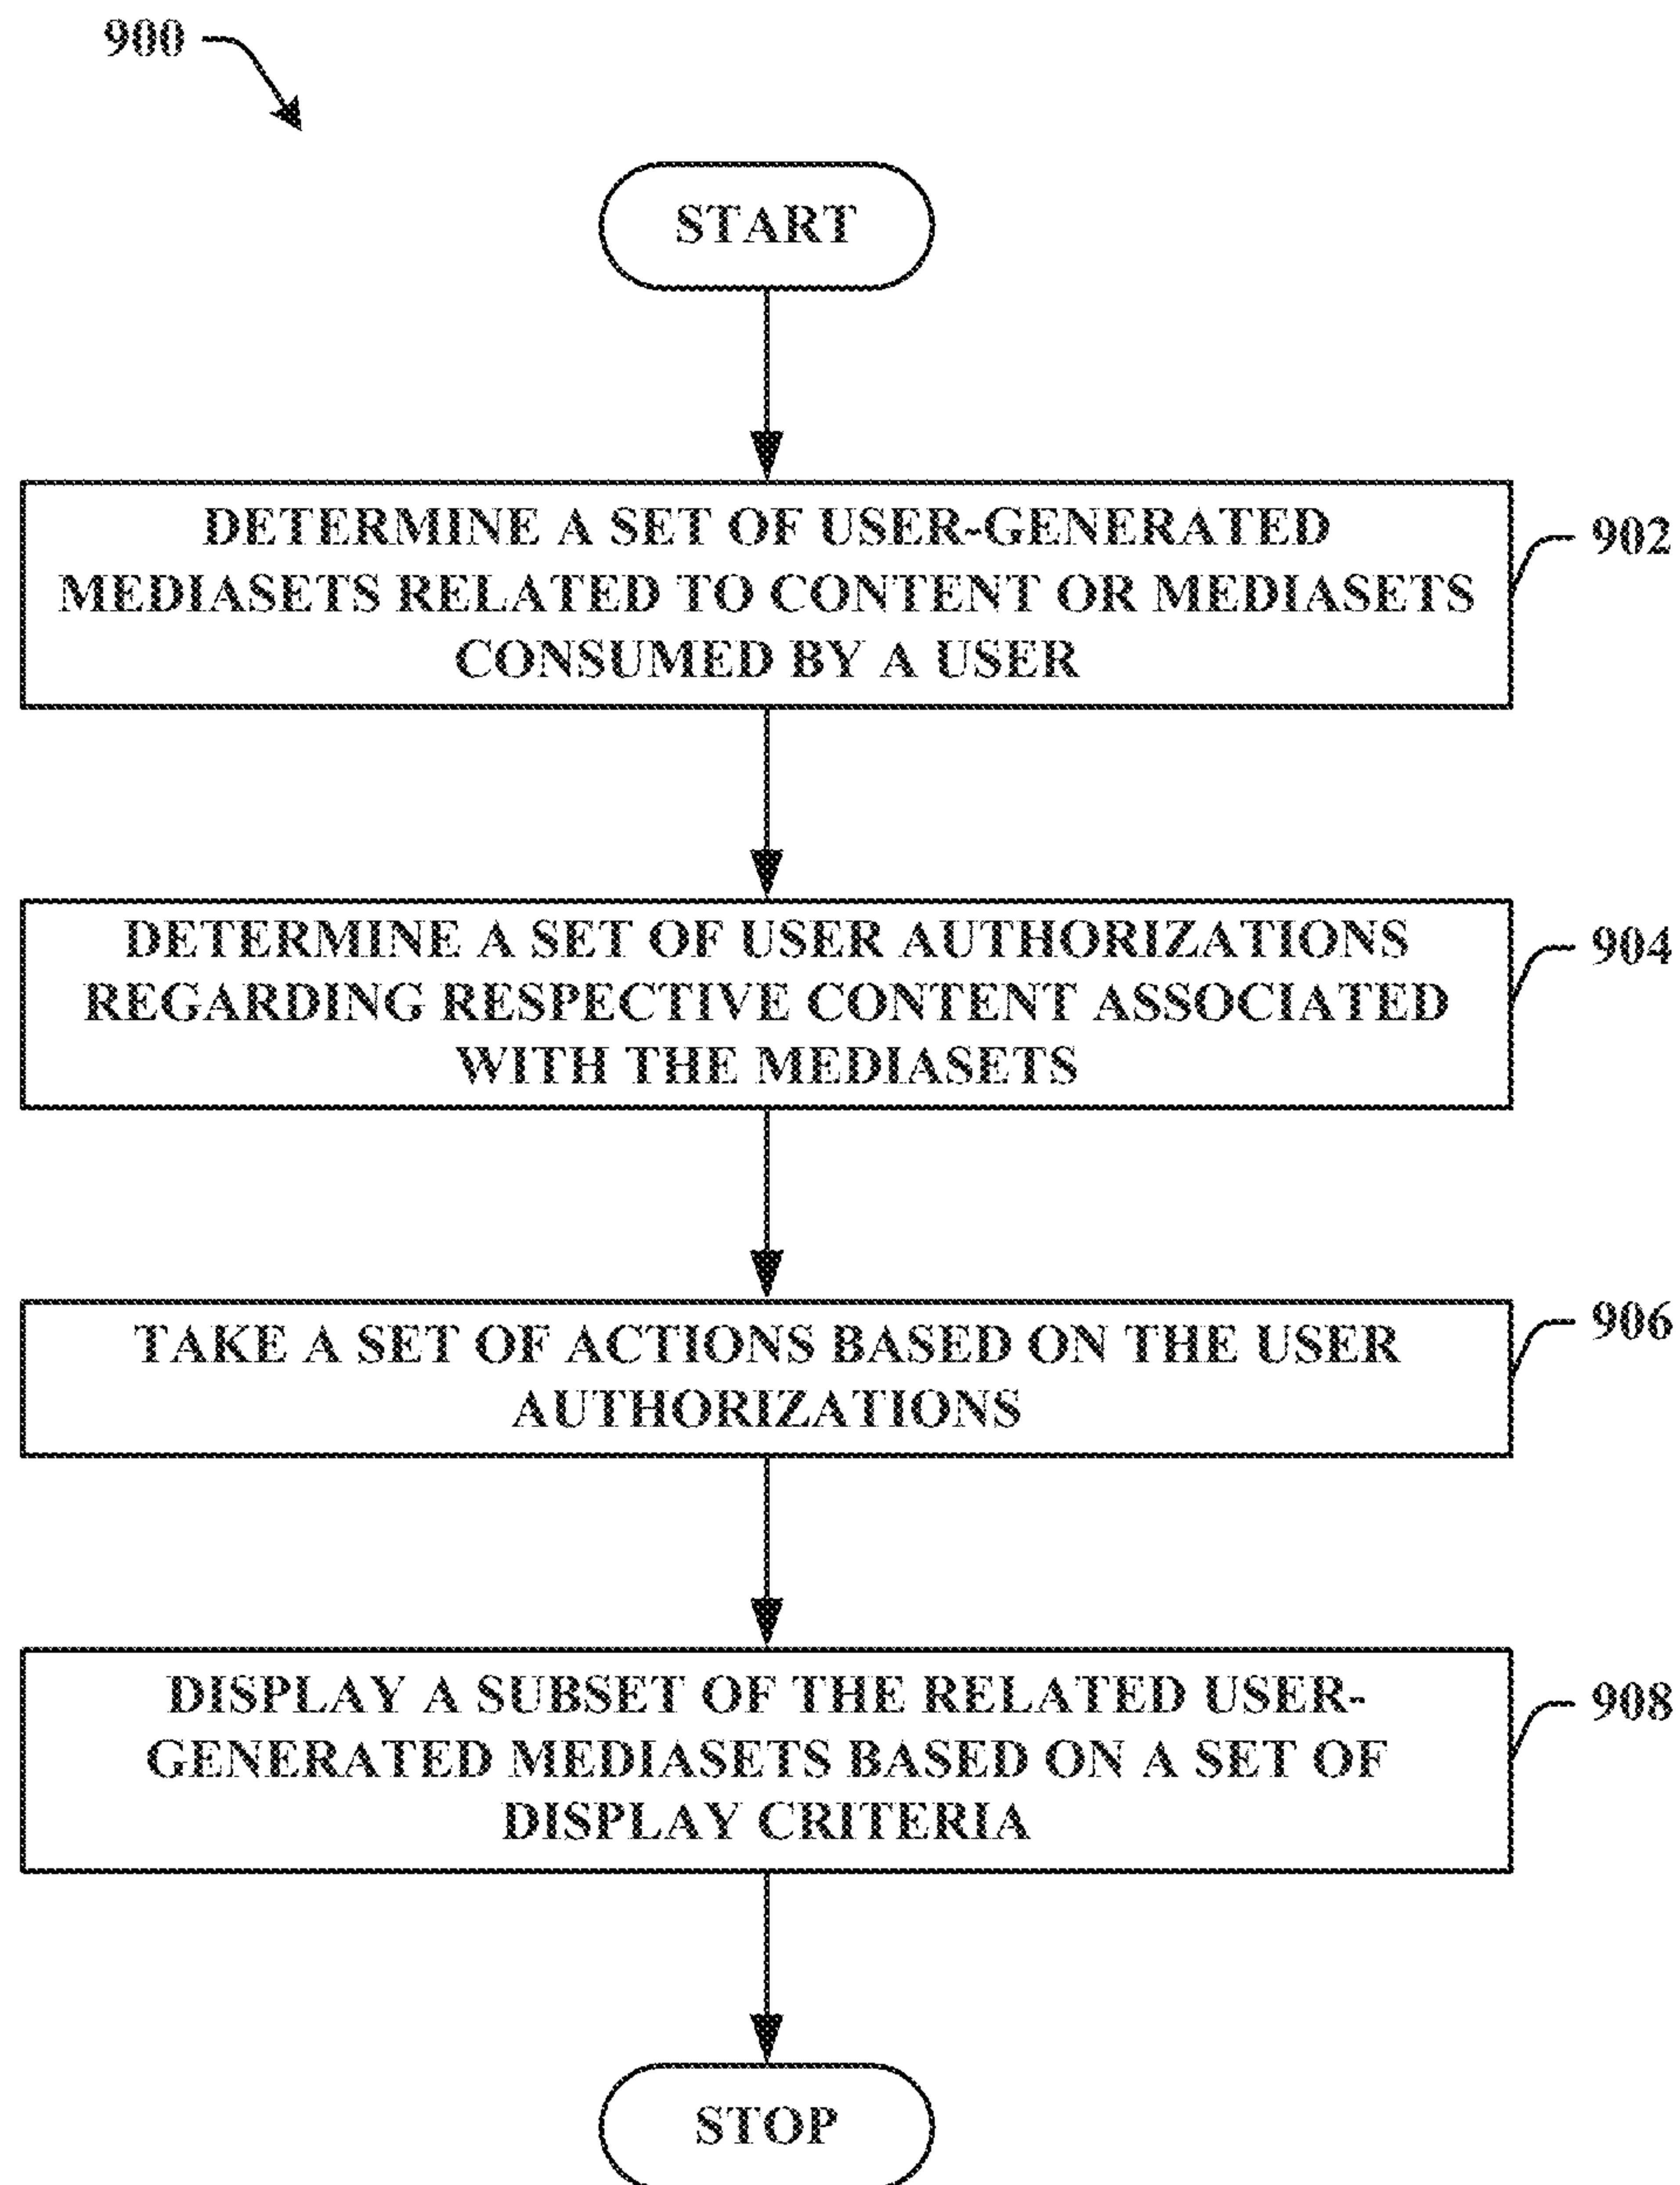 900
START
DETERMINE A SET OF USER-GENERATED
MEDIASETS RELATED TO CONTENT OR MEDIASETS
CONSUMED BY A USER
902
DETERMINE A SET OF USER AUTHORIZATIONS
REGARDING RESPECTIVE CONTENT ASSOCIATED
WITH THE MEDIASETS
904
TAKE A SET OF ACTIONS BASED ON THE USER
AUTHORIZATIONS
906
DISPLAY A SUBSET OF THE RELATED USER-
GENERATED MEDIASETS BASED ON A SET OF
DISPLAY CRITERIA
908
STOP